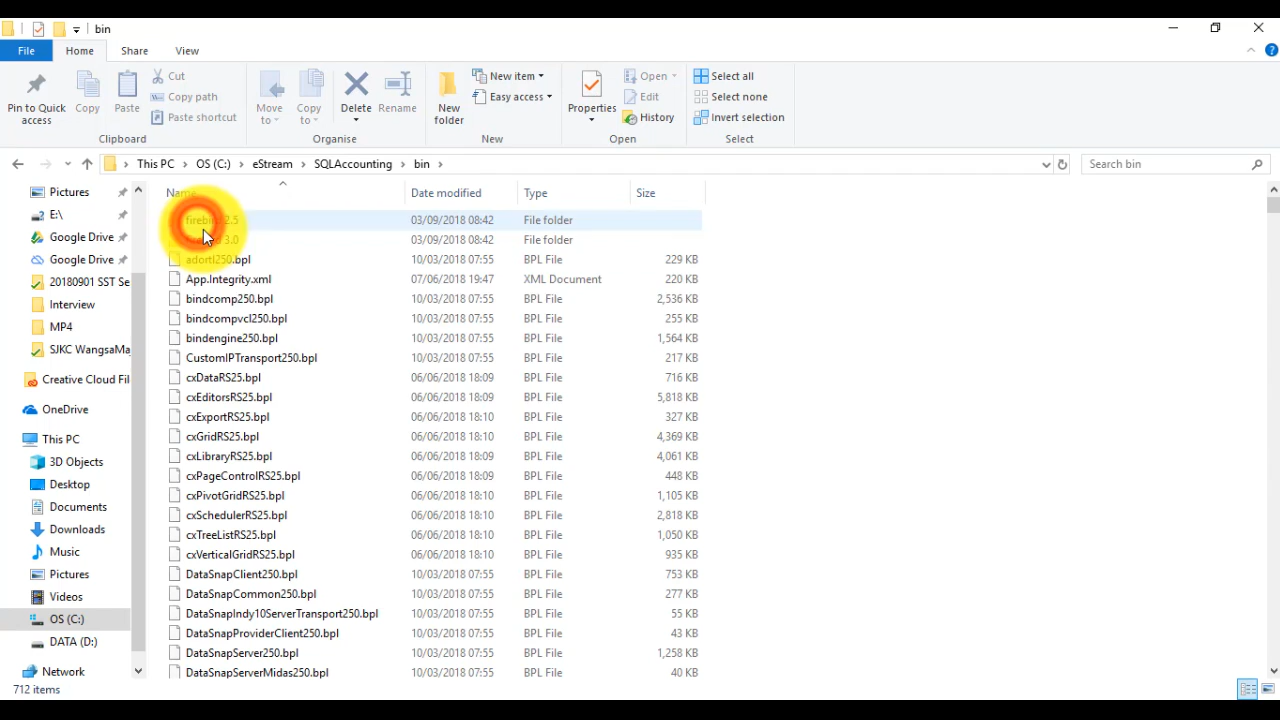 bin
File Home Share View
Pin to Quick access
Copy
Paste
Cut
Copy path
Paste shortcut
Clipboard
Move to
Copy to
Delete
Rename
Organise
New folder
New item
Easy access
New
Properties
Open
Edit
History
Open
Select all
Select none
Invert selection
Select
This PC > OS (C:) > eStream > SQLAccounting > bin >
Search bin
Pictures
E:\
Google Drive
Google Drive
20180901 SST Se
Interview
MP4
SJKC WangsaMa
Creative Cloud Fil
OneDrive
This PC
3D Objects
Desktop
Documents
Downloads
Music
Pictures
Videos
OS (C:)
DATA (D:)
Network
Name Date modified Type Size
firebird 2.5 03/09/2018 08:42 File folder
3.0 03/09/2018 08:42 File folder
adortl250.bpl 10/03/2018 07:55 BPL File 229 KB
App.Integrity.xml 07/06/2018 19:47 XML Document 220 KB
bindcomp250.bpl 10/03/2018 07:55 BPL File 2,536 KB
bindcompvcl250.bpl 10/03/2018 07:55 BPL File 255 KB
bindengine250.bpl 10/03/2018 07:55 BPL File 1,564 KB
CustomIPTransport250.bpl 10/03/2018 07:55 BPL File 217 KB
cxDataRS25.bpl 06/06/2018 18:09 BPL File 716 KB
cxEditorsRS25.bpl 06/06/2018 18:09 BPL File 5,818 KB
cxExportRS25.bpl 06/06/2018 18:10 BPL File 327 KB
cxGridRS25.bpl 06/06/2018 18:10 BPL File 4,369 KB
cxLibraryRS25.bpl 06/06/2018 18:09 BPL File 4,061 KB
cxPageControlRS25.bpl 06/06/2018 18:09 BPL File 448 KB
cxPivotGridRS25.bpl 06/06/2018 18:10 BPL File 1,105 KB
cxSchedulerRS25.bpl 06/06/2018 18:10 BPL File 2,818 KB
cxTreeListRS25.bpl 06/06/2018 18:10 BPL File 1,050 KB
cxVerticalGridRS25.bpl 06/06/2018 18:10 BPL File 935 KB
DataSnapClient250.bpl 10/03/2018 07:55 BPL File 753 KB
DataSnapCommon250.bpl 10/03/2018 07:55 BPL File 277 KB
DataSnapIndy10ServerTransport250.bpl 10/03/2018 07:55 BPL File 55 KB
DataSnapProviderClient250.bpl 10/03/2018 07:55 BPL File 43 KB
DataSnapServer250.bpl 10/03/2018 07:55 BPL File 1,258 KB
DataSnapServerMidas250.bpl 10/03/2018 07:55 BPL File 40 KB
712 items